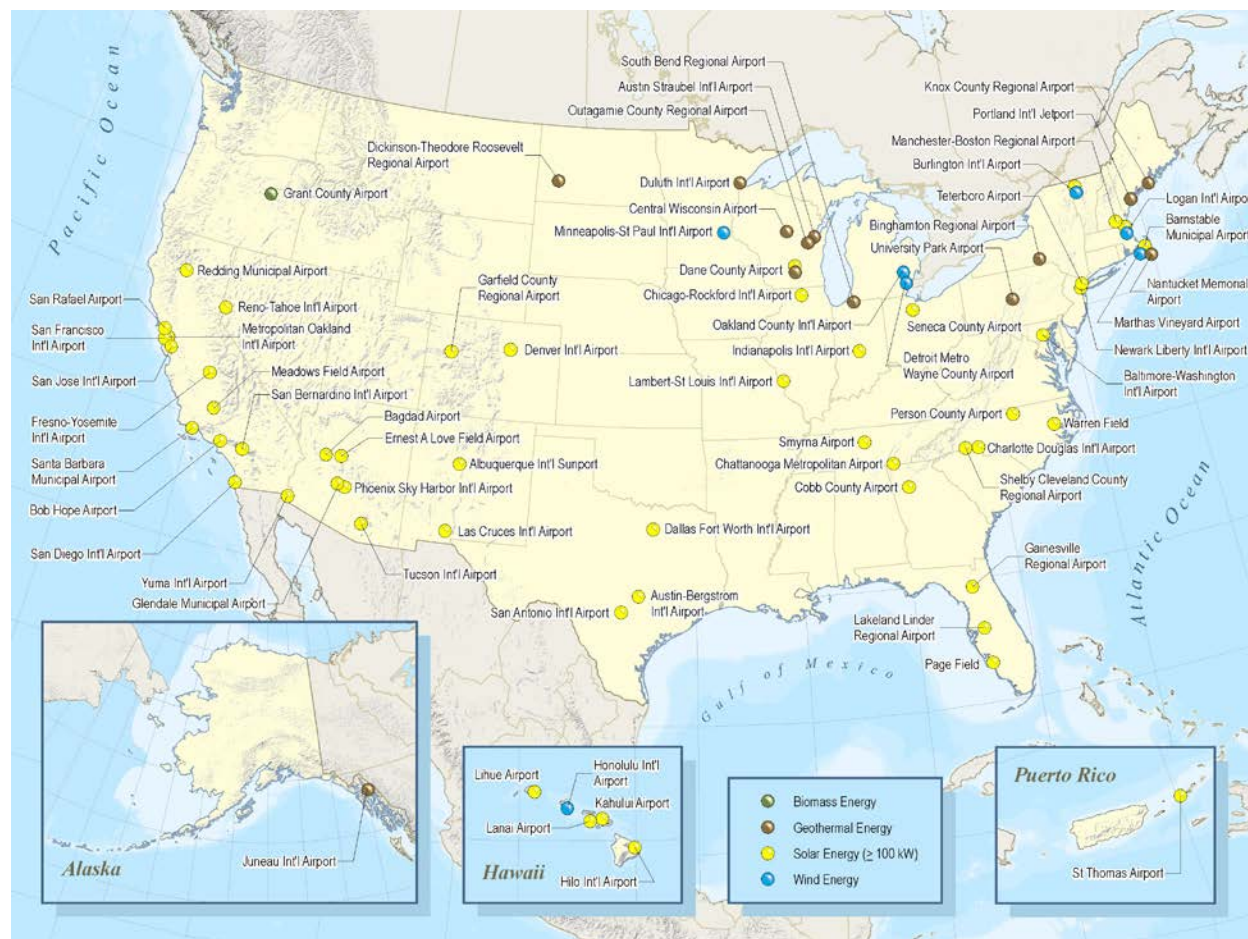 Pacific Ocean
South Bend Regional Airport
Austin Straubel Int'l Airport
Outagamie County Regional Airport
Knox County Regional Airport
Portland Int'l Jetport
Manchester-Boston Regional Airport
Burlington Int'l Airport
Teterboro Airport
Dickinson-Theodore Roosevelt
Regional Airport
Grant County Airport
Duluth Int'l Airport
Central Wisconsin Airport
Minneapolis-St Paul Int'l Airport
Binghamton Regional Airport
University Park Airport
Logan Int'l Airport
Barnstable
Municipal Airport
Redding Municipal Airport
Garfield County
Regional Airport
Dane County Airport
Chicago-Rockford Int'l Airport
Nantucket Memorial
Airport
San Rafael Airport
Reno-Tahoe Int'l Airport
Oakland County Int'l Airport
Seneca County Airport
Marthas Vineyard Airport
San Francisco
Int'l Airport
Metropolitan Oakland
Int'l Airport
Denver Int'l Airport
Indianapolis Int'l Airport
Detroit Metro
Wayne County Airport
Newark Liberty Int'l Airport
San Jose Int'l Airport
Meadows Field Airport
San Bernardino Int'l Airport
Lambert-St Louis Int'l Airport
Baltimore-Washington
Int'l Airport
Fresno-Yosemite
Int'l Airport
Bagdad Airport
Ernest A Love Field Airport
Person County Airport
Warren Field
Santa Barbara
Municipal Airport
Albuquerque Int'l Sunport
Smyrna Airport
Charlotte Douglas Int'l Airport
Chattanooga Metropolitan Airport
Phoenix Sky Harbor Int'l Airport
Cobb County Airport
Shelby Cleveland County
Regional Airport
Bob Hope Airport
Las Cruces Int'l Airport
Dallas Fort Worth Int'l Airport
San Diego Int'l Airport
Gainesville
Regional Airport
Atlantic Ocean
Yuma Int'l Airport
Tucson Int'l Airport
Glendale Municipal Airport
Austin-Bergstrom
Int'l Airport
San Antonio Int'l Airport
Lakeland Linder
Regional Airport
Page Field
Gulf of Mexico
Juneau Int'l Airport
Alaska
Lihue Airport
Honolulu Int'l
Airport
Kahului Airport
Lanai Airport
Hilo Int'l Airport
Hawaii
Biomass Energy
Geothermal Energy
Solar Energy (≥ 100 kW)
Wind Energy
Puerto Rico
St Thomas Airport